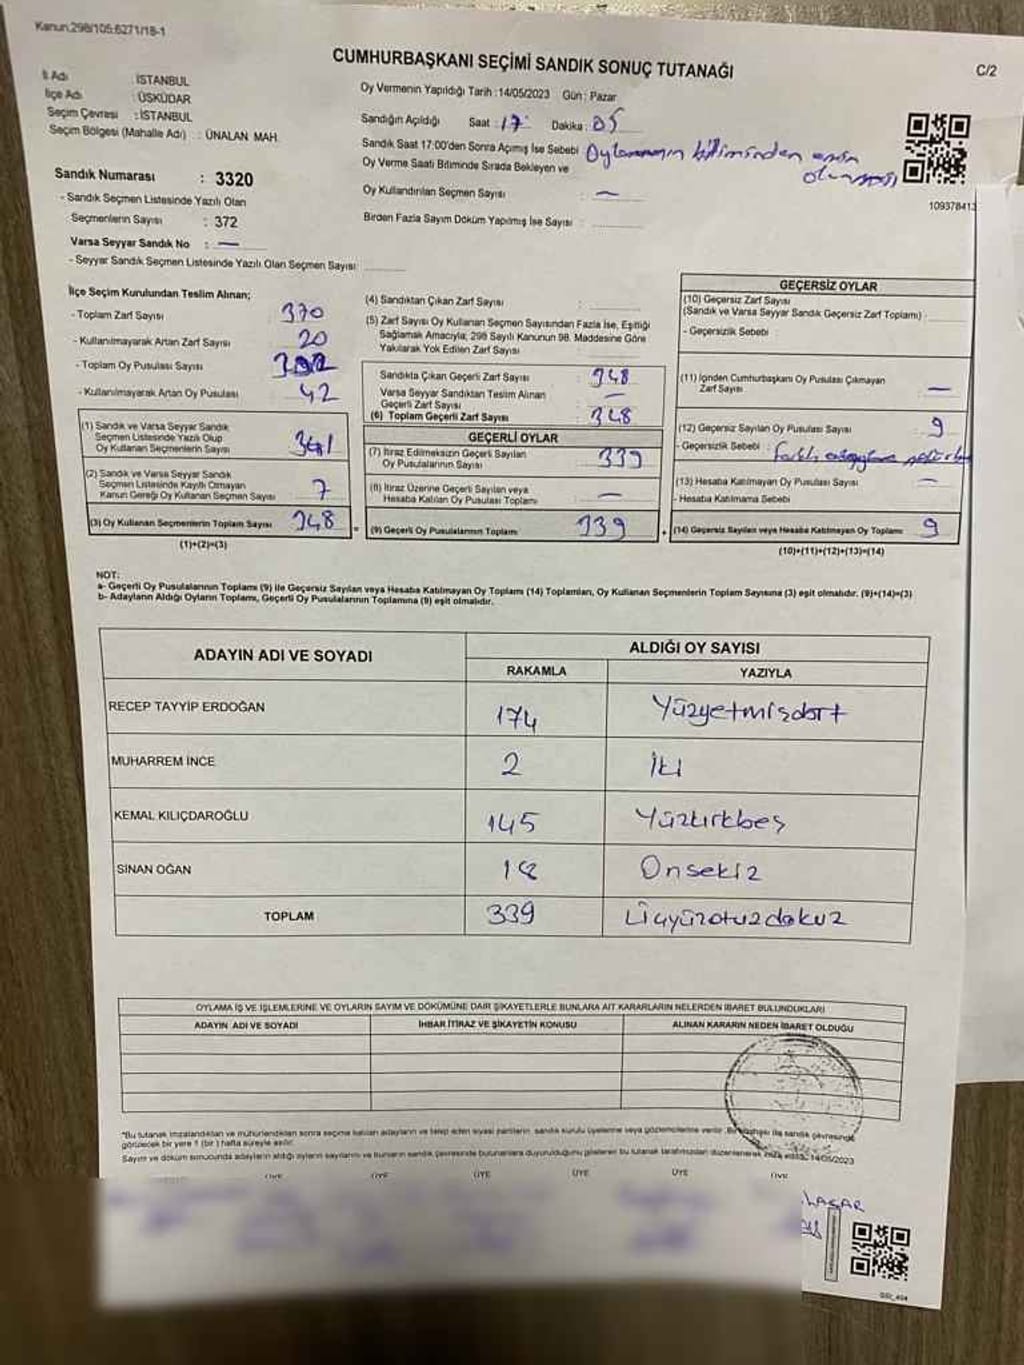 Kanun:298/105:6271/18-1
CUMHURBAŞKANI SEÇİMİ SANDIK SONUÇ TUTANAĞI
C/2
İl Adı : İSTANBUL
İlçe Adı : ÜSKÜDAR
Seçim Çevresi : İSTANBUL
Seçim Bölgesi (Mahalle Adı) : ÜNALAN MAH.
Sandık Numarası : 3320
- Sandık Seçmen Listesinde Yazılı Olan
Seçmenlerin Sayısı : 372
Varsa Seyyar Sandık No : —
- Seyyar Sandık Seçmen Listesinde Yazılı Olan Seçmen Sayısı:
Oy Vermenin Yapıldığı Tarih :14/05/2023 Gün : Pazar
Sandığın Açıldığı Saat : 17 Dakika : 05
Sandık Saat 17:00'den Sonra Açımış İse Sebebi : Oylamanın bitiminden emin
Oy Verme Saati Bitiminde Sırada Bekleyen ve
Oy Kullandırılan Seçmen Sayısı : —
Birden Fazla Sayım Döküm Yapılmış İse Sayısı :
109378413
İlçe Seçim Kurulundan Teslim Alınan;
- Toplam Zarf Sayısı 370
- Kullanılmayarak Artan Zarf Sayısı 20
- Toplam Oy Pusulası Sayısı
- Kullanılmayarak Artan Oy Pusulası 42
(1) Sandık ve Varsa Seyyar Sandık
Seçmen Listesinde Yazılı Olup
Oy Kullanan Seçmenlerin Sayısı 341
(2) Sandık ve Varsa Seyyar Sandık
Seçmen Listesinde Kayıtlı Olmayan
Kanun Gereği Oy Kullanan Seçmen Sayısı 7
(3) Oy Kullanan Seçmenlerin Toplam Sayısı 348
(1)+(2)=(3)
(4) Sandıktan Çıkan Zarf Sayısı :
(5) Zarf Sayısı Oy Kullanan Seçmen Sayısından Fazla İse, Eşitliği
Sağlamak Amacıyla; 298 Sayılı Kanunun 98. Maddesine Göre
Yakılarak Yok Edilen Zarf Sayısı :
Sandıkta Çıkan Geçerli Zarf Sayısı 348
Varsa Seyyar Sandıktan Teslim Alınan
Geçerli Zarf Sayısı —
(6) Toplam Geçerli Zarf Sayısı 348
GEÇERLİ OYLAR
(7) İtiraz Edilmeksizin Geçerli Sayılan
Oy Pusulalarının Sayısı 339
(8) İtiraz Üzerine Geçerli Sayılan veya
Hesaba Katılan Oy Pusulası Toplamı —
(9) Geçerli Oy Pusulalarının Toplamı 339
GEÇERSİZ OYLAR
(10) Geçersiz Zarf Sayısı
(Sandık ve Varsa Seyyar Sandık Geçersiz Zarf Toplamı) -
- Geçersizlik Sebebi :
(11) İçinden Cumhurbaşkanı Oy Pusulası Çıkmayan
Zarf Sayısı —
(12) Geçersiz Sayılan Oy Pusulası Sayısı 9
- Geçersizlik Sebebi :
(13) Hesaba Katılmayan Oy Pusulası Sayısı —
- Hesaba Katılmama Sebebi
(14) Geçersiz Sayılan veya Hesaba Katılmayan Oy Toplamı 9
(10)+(11)+(12)+(13)=(14)
NOT:
a- Geçerli Oy Pusulalarının Toplamı (9) ile Geçersiz Sayılan veya Hesaba Katılmayan Oy Toplamı (14) Toplamları, Oy Kullanan Seçmenlerin Toplam Sayısına (3) eşit olmalıdır. (9)+(14)=(3)
b- Adayların Aldığı Oyların Toplamı, Geçerli Oy Pusulalarının Toplamına (9) eşit olmalıdır.
ADAYIN ADI VE SOYADI
ALDIĞI OY SAYISI
RAKAMLA YAZIYLA
RECEP TAYYİP ERDOĞAN 174 Yüzyetmişdört
MUHARREM İNCE 2 İki
KEMAL KILIÇDAROĞLU 145 Yüzkırkbeş
SİNAN OĞAN 18 Onsekiz
TOPLAM 339 Üçyüzotuzdokuz
OYLAMA İŞ VE İŞLEMLERİNE VE OYLARIN SAYIM VE DÖKÜMÜNE DAİR ŞİKAYETLERLE BUNLARA AİT KARARLARIN NELERDEN İBARET BULUNDUKLARI
ADAYIN ADI VE SOYADI İHBAR İTİRAZ VE ŞİKAYETİN KONUSU ALINAN KARARIN NEDEN İBARET OLDUĞU
*Bu tutanak imzalandıktan ve mühürlendikten sonra seçime katılan adayların ve talep eden siyasi partilerin, sandık kurulu üyelerine veya gözlemcilerine verilir. ile sandık çevresinde
görülecek bir yere 1 (bir) hafta süreyle asılır.
Sayım ve döküm sonucunda adayların aldığı oyların sayılarını ve bunların sandık çevresinde bulunanlara duyurulduğunu gösteren bu tutanak tarafımızdan düzenlenerek imza edildi. 14/05/2023
ÜYE ÜYE ÜYE ÜYE ÜYE ÜYE